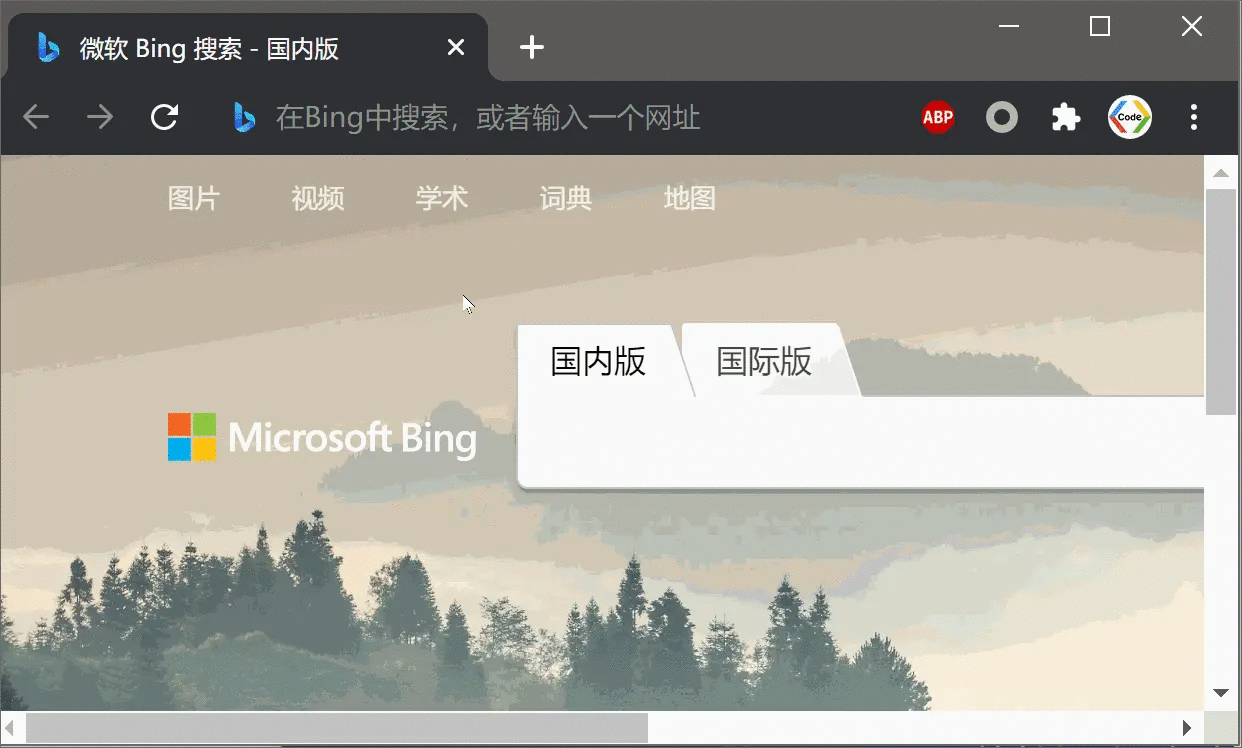 微软 Bing 搜索 - 国内版
在Bing中搜索，或者输入一个网址
ABP
Code
图片 视频 学术 词典 地图
国内版 国际版
Microsoft Bing